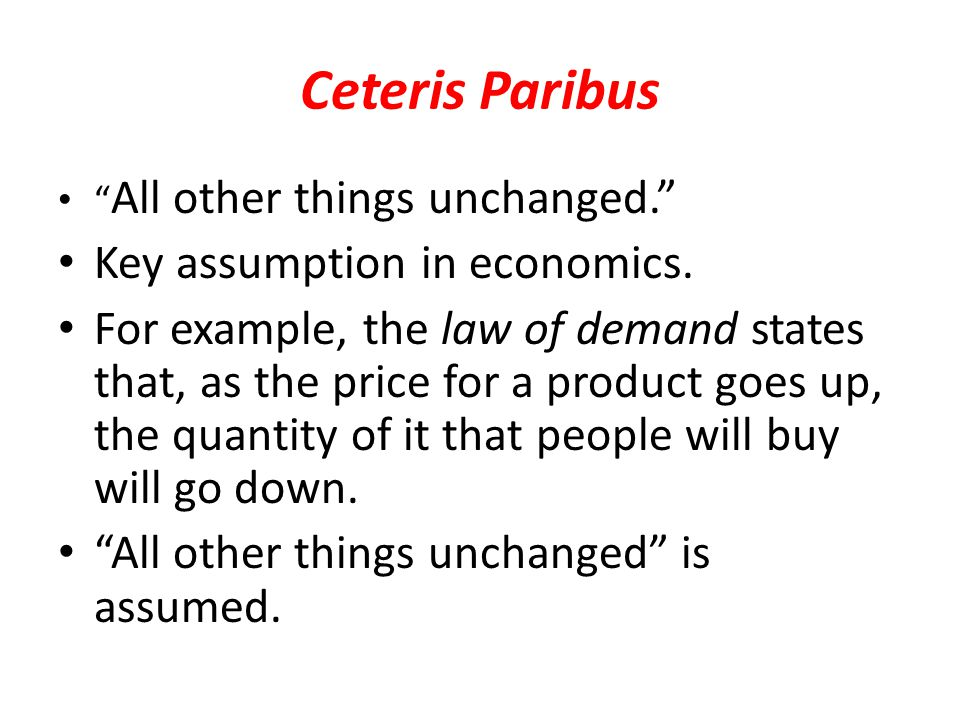 Ceteris Paribus
• “All other things unchanged.”
• Key assumption in economics.
• For example, the law of demand states
that, as the price for a product goes up,
the quantity of it that people will buy
will go down.
• “All other things unchanged” is
assumed.